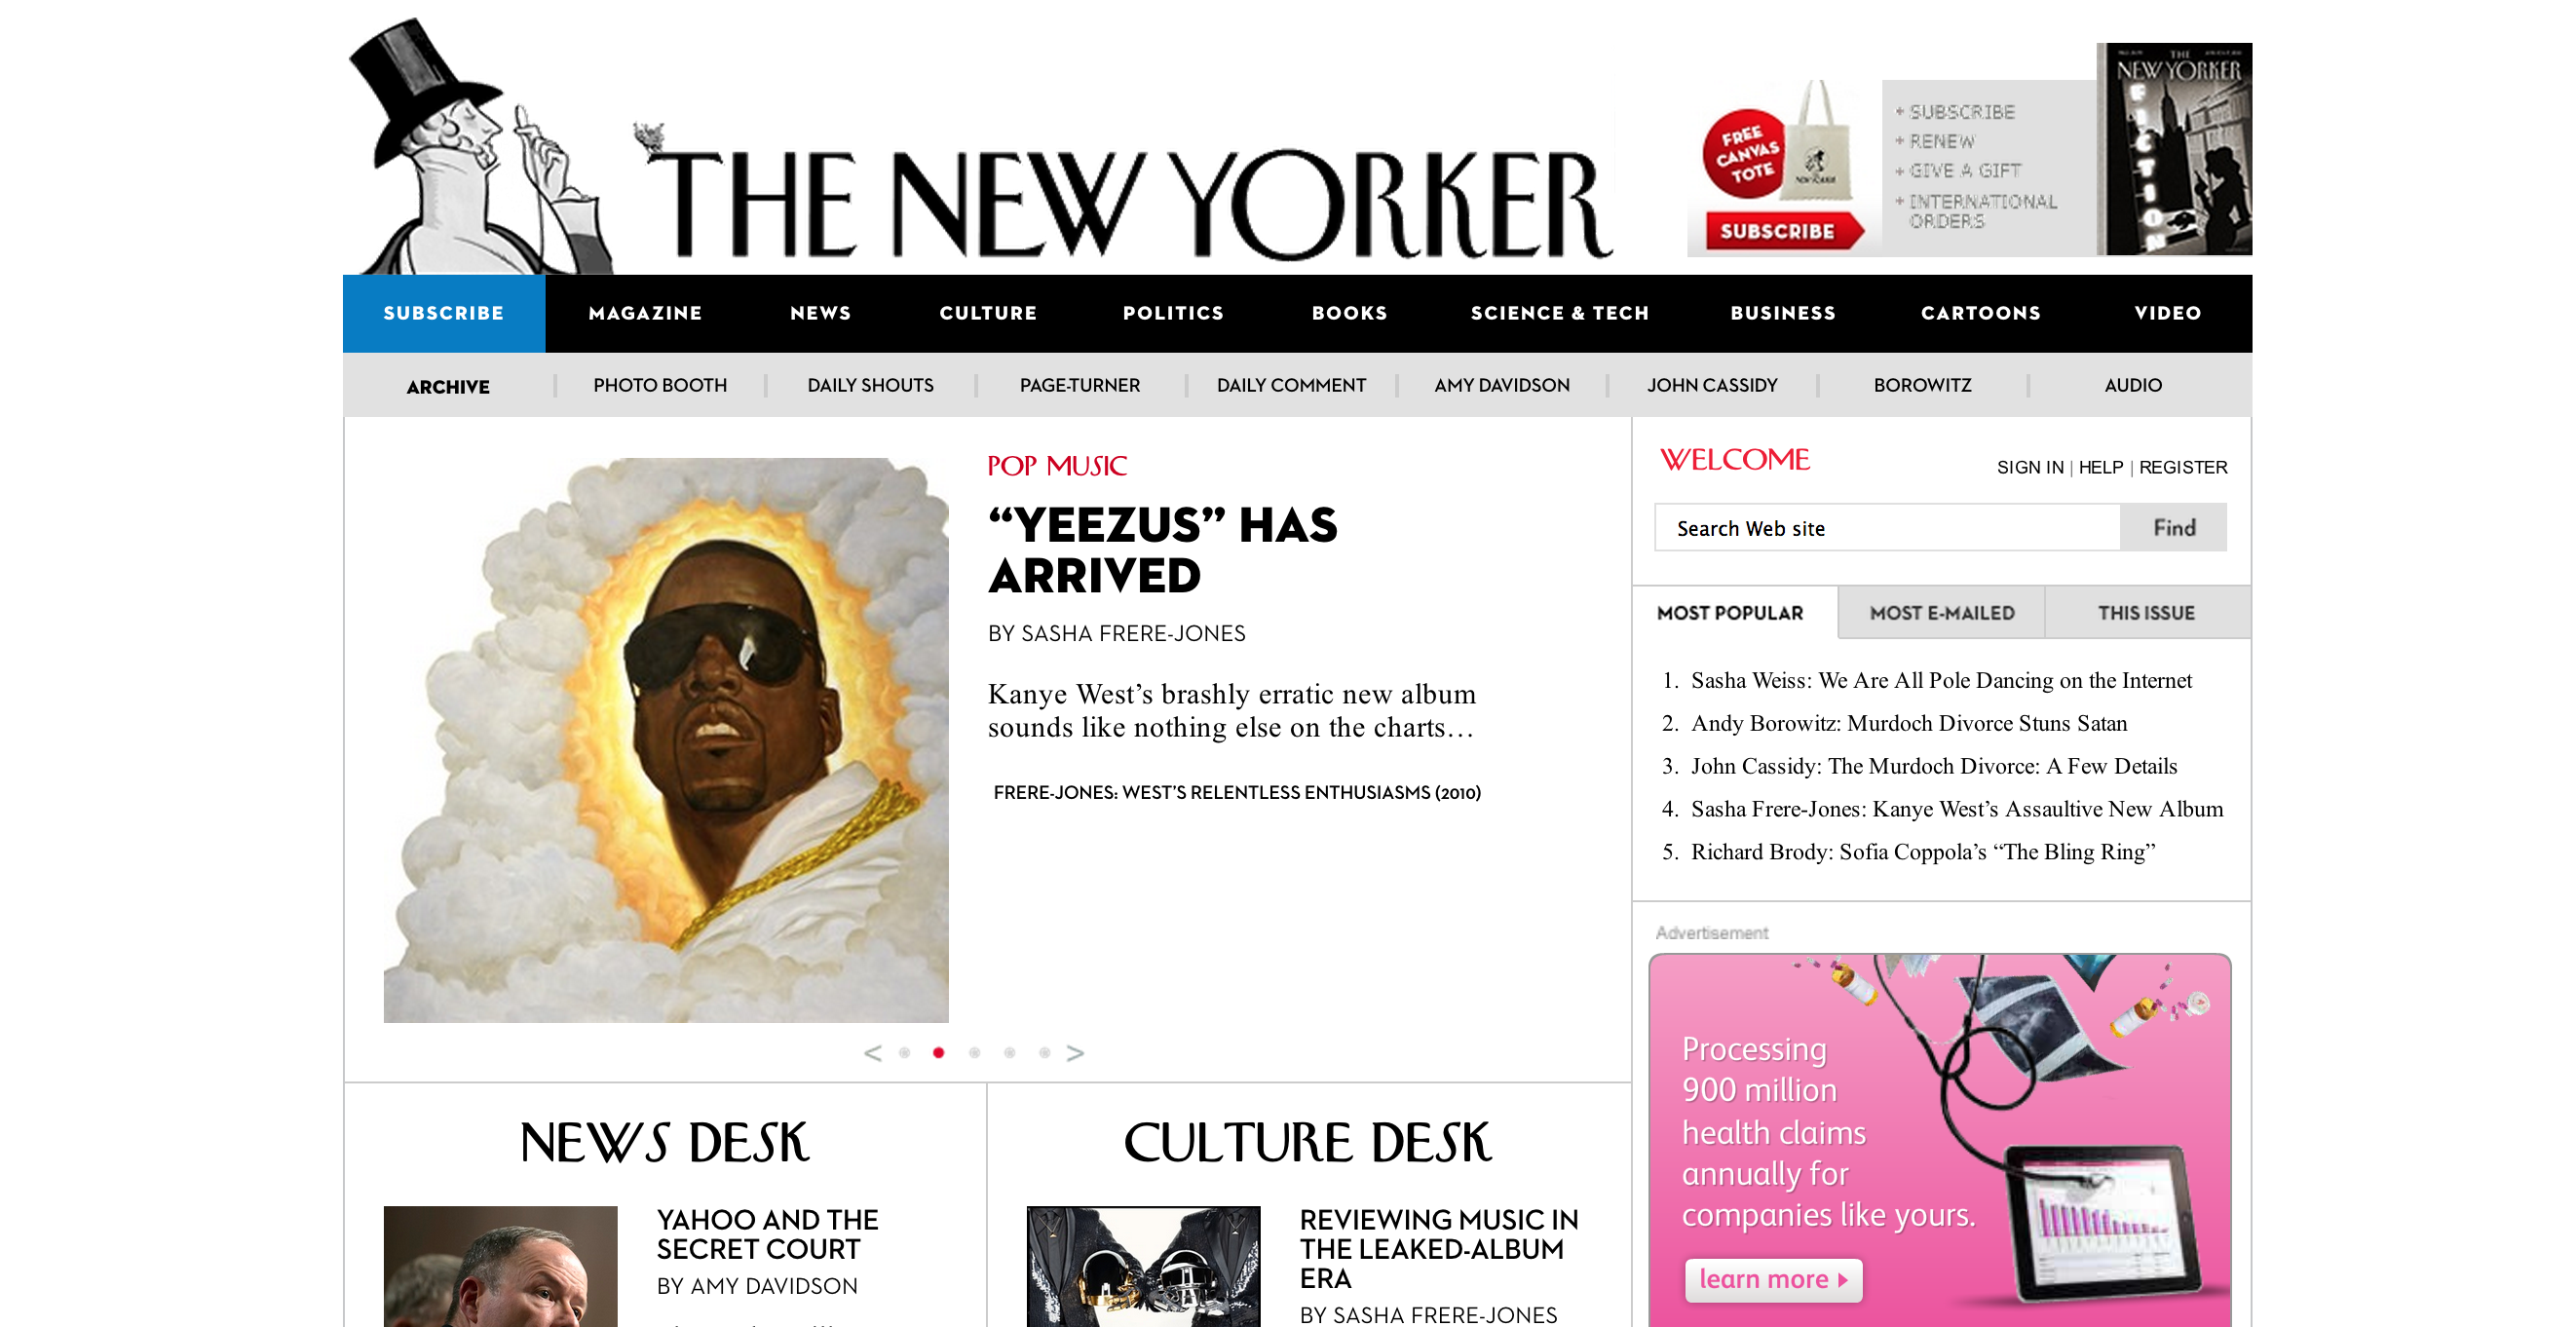 THE NEW YORKER
FREE
CANVAS
TOTE
SUBSCRIBE
+ SUBSCRIBE
+ RENEW
+ GIVE A GIFT
+ INTERNATIONAL
ORDERS
THE
NEW YORKER
FICTION
SUBSCRIBE MAGAZINE NEWS CULTURE POLITICS BOOKS SCIENCE & TECH BUSINESS CARTOONS VIDEO
ARCHIVE PHOTO BOOTH DAILY SHOUTS PAGE-TURNER DAILY COMMENT AMY DAVIDSON JOHN CASSIDY BOROWITZ AUDIO
POP MUSIC
“YEEZUS” HAS
ARRIVED
BY SASHA FRERE-JONES
Kanye West’s brashly erratic new album
sounds like nothing else on the charts…
FRERE-JONES: WEST’S RELENTLESS ENTHUSIASMS (2010)
< >
WELCOME
SIGN IN | HELP | REGISTER
Search Web site Find
MOST POPULAR MOST E-MAILED THIS ISSUE
1. Sasha Weiss: We Are All Pole Dancing on the Internet
2. Andy Borowitz: Murdoch Divorce Stuns Satan
3. John Cassidy: The Murdoch Divorce: A Few Details
4. Sasha Frere-Jones: Kanye West’s Assaultive New Album
5. Richard Brody: Sofia Coppola’s “The Bling Ring”
Advertisement
Processing
900 million
health claims
annually for
companies like yours.
learn more
NEWS DESK
YAHOO AND THE
SECRET COURT
BY AMY DAVIDSON
CULTURE DESK
REVIEWING MUSIC IN
THE LEAKED-ALBUM
ERA
BY SASHA FRERE-JONES